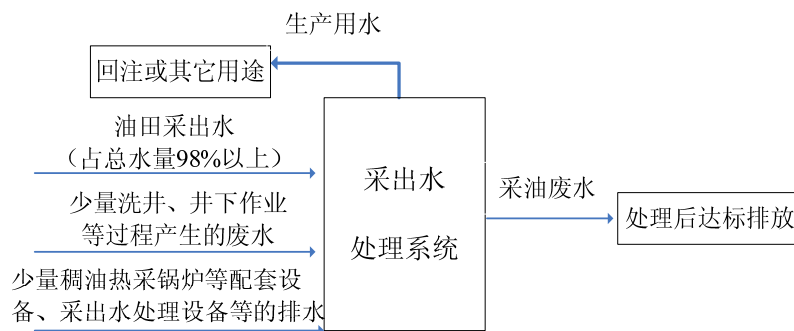 生产用水
回注或其它用途
油田采出水
（占总水量98%以上）
少量洗井、井下作业
等过程产生的废水
少量稠油热采锅炉等配套设
备、采出水处理设备等的排水
采出水
处理系统
采油废水
处理后达标排放